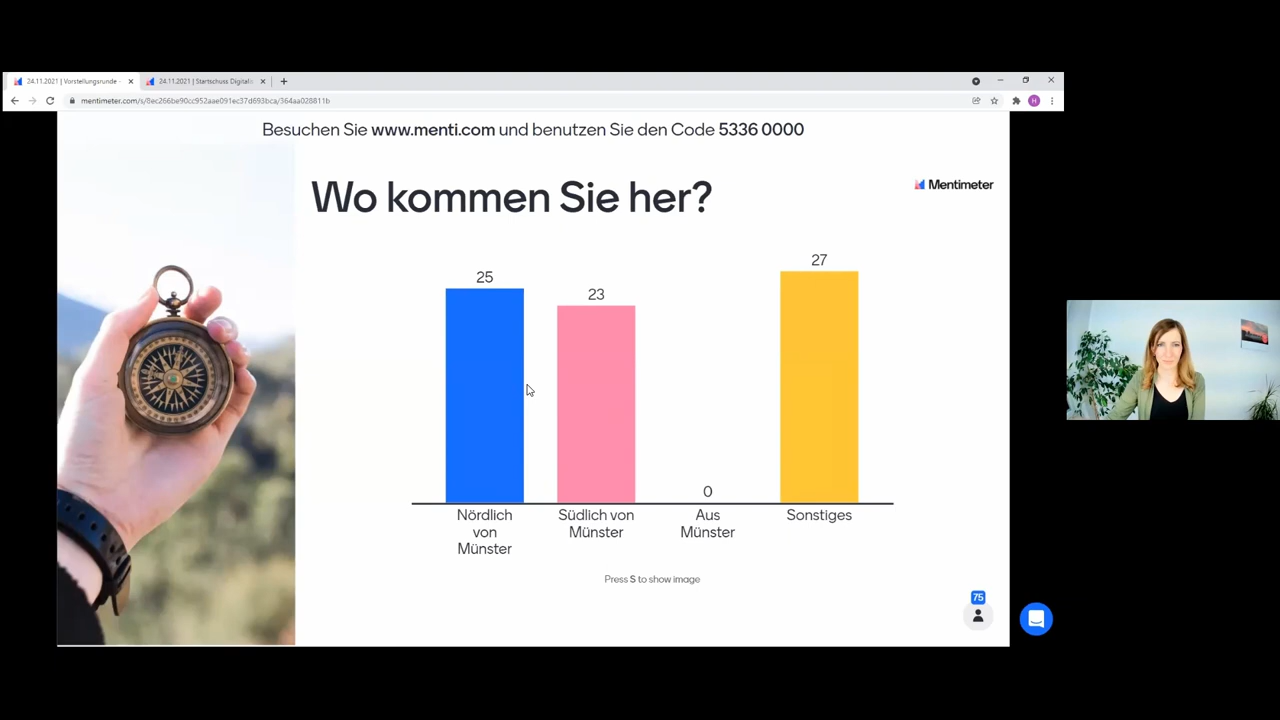 24.11.2021 | Vorstellungsrunde -
24.11.2021 | Startschuss Digital
mentimeter.com/s/8ec266be90cc952aae091ec37d693bca/364aa028811b
H
Besuchen Sie www.menti.com und benutzen Sie den Code 5336 0000
Wo kommen Sie her?
Mentimeter
25
23
0
27
Nördlich
von
Münster
Südlich von
Münster
Aus
Münster
Sonstiges
Press S to show image
75